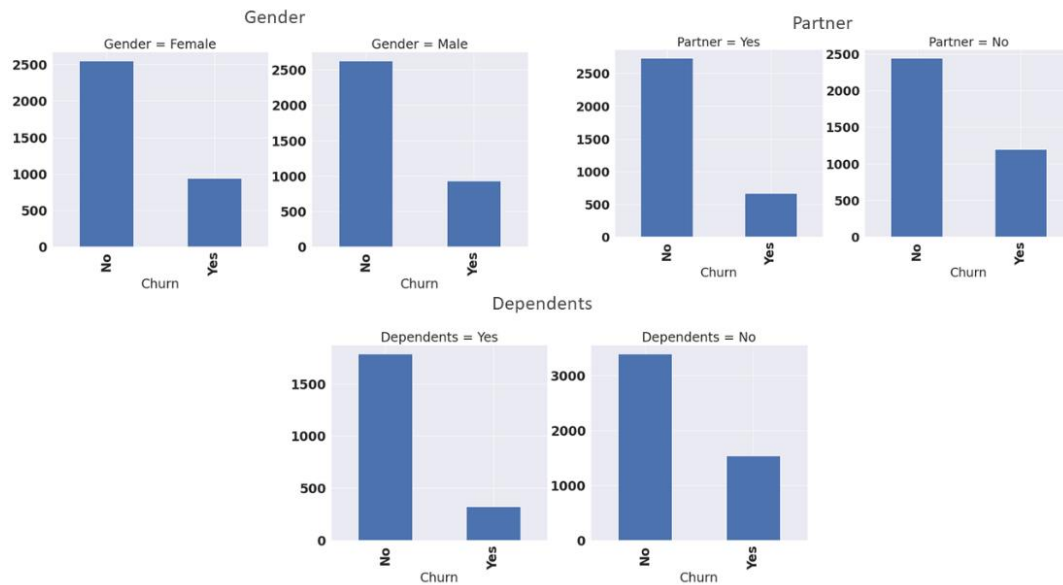 Gender
Gender = Female
2500
2000
1500
1000
500
0
No
Yes
Churn
Gender = Male
2500
2000
1500
1000
500
0
No
Yes
Churn
Partner
Partner = Yes
2500
2000
1500
1000
500
0
No
Yes
Churn
Partner = No
2500
2000
1500
1000
500
0
No
Yes
Churn
Dependents
Dependents = Yes
1500
1000
500
0
No
Yes
Churn
Dependents = No
3000
2000
1000
0
No
Yes
Churn